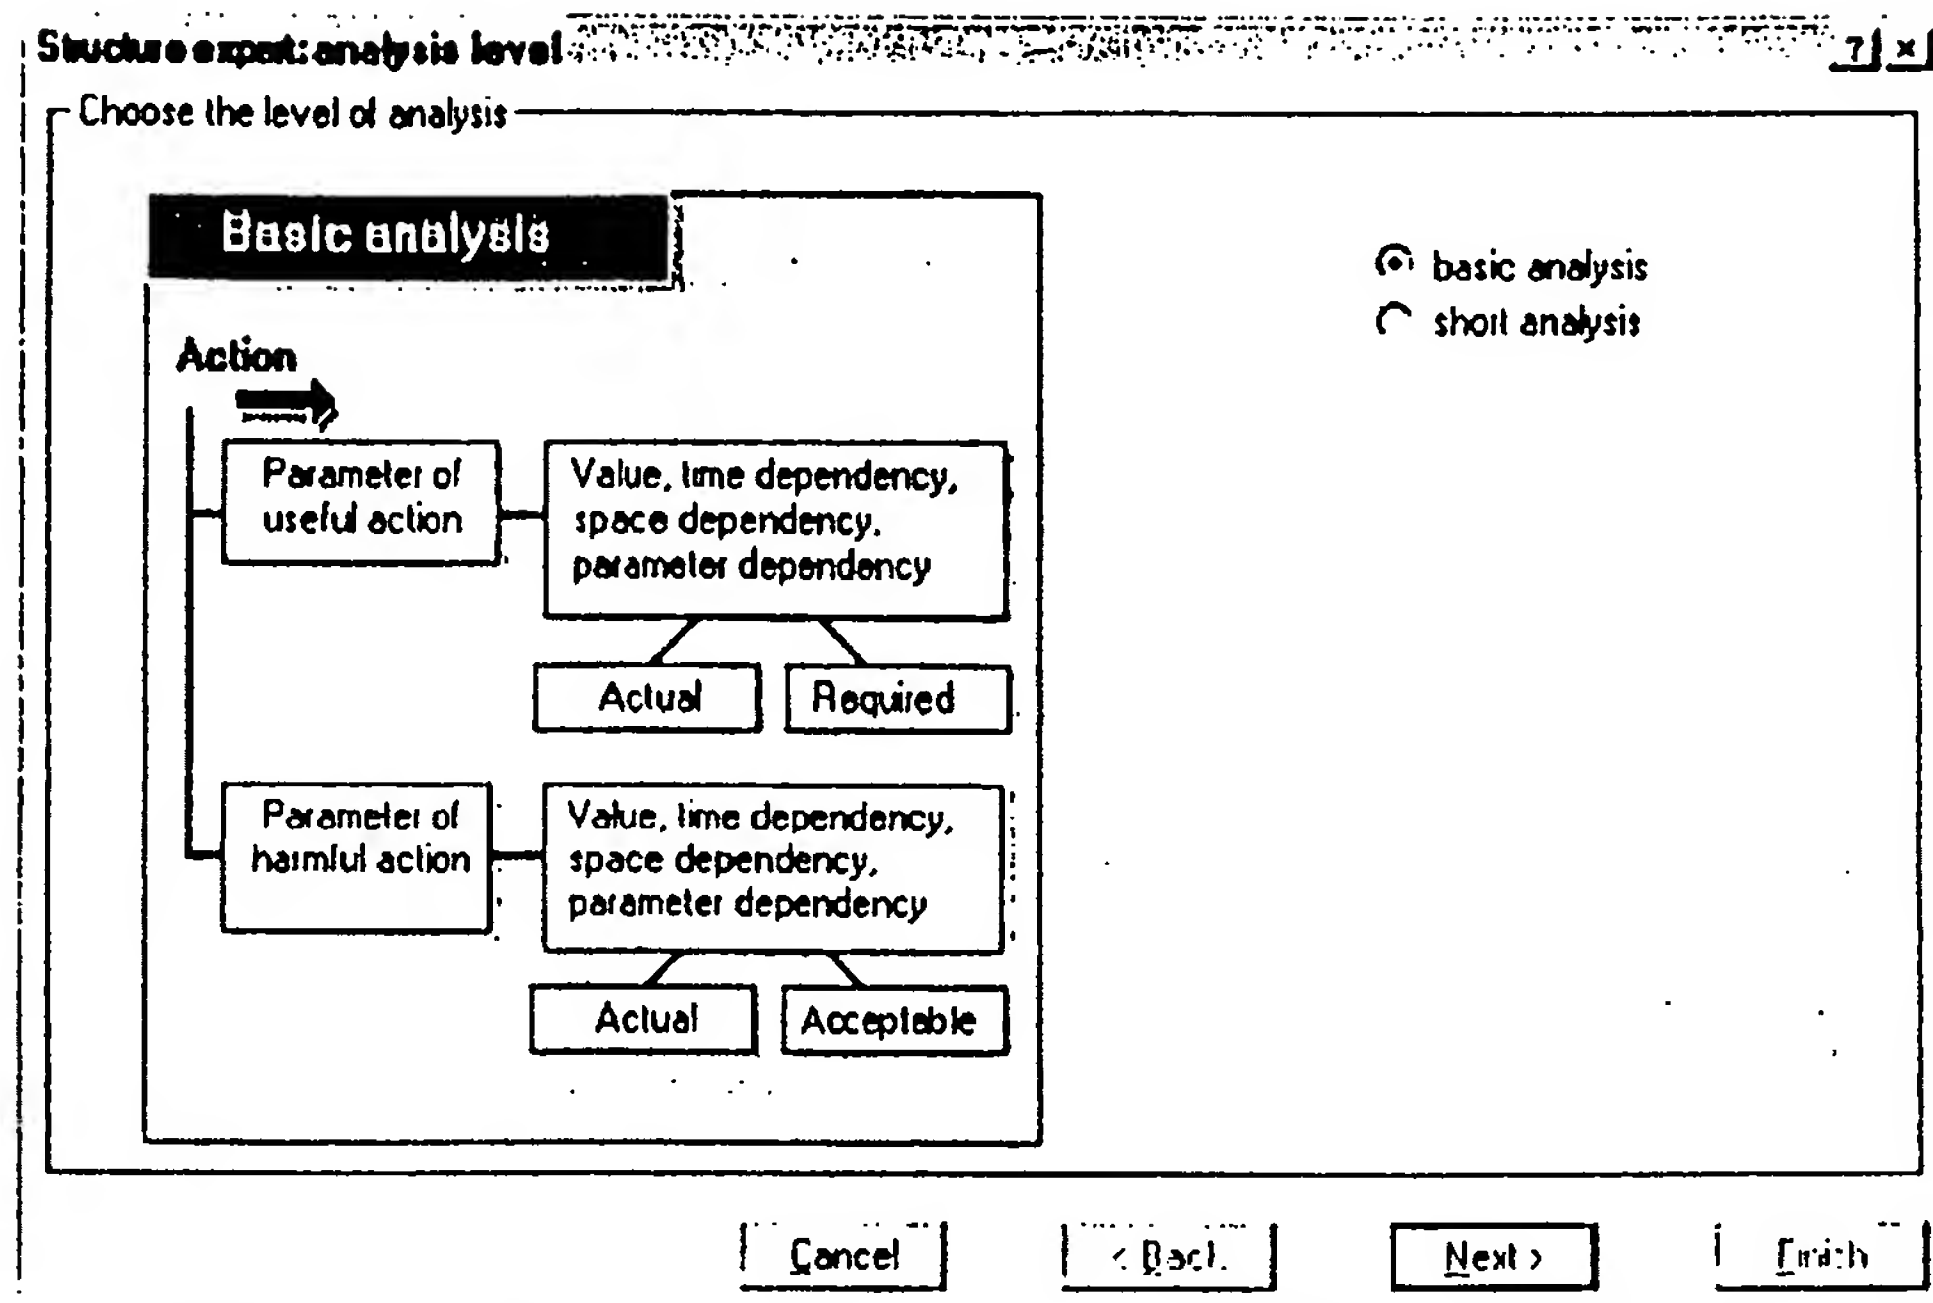 Structure expert: analysis level
? ×
Choose the level of analysis
Basic analysis
basic analysis
short analysis
Action
Parameter of
useful action
Value, time dependency,
space dependency,
parameter dependency
Actual
Required
Parameter of
harmful action
Value, time dependency,
space dependency,
parameter dependency
Actual
Acceptable
Cancel
< Back
Next >
Finish